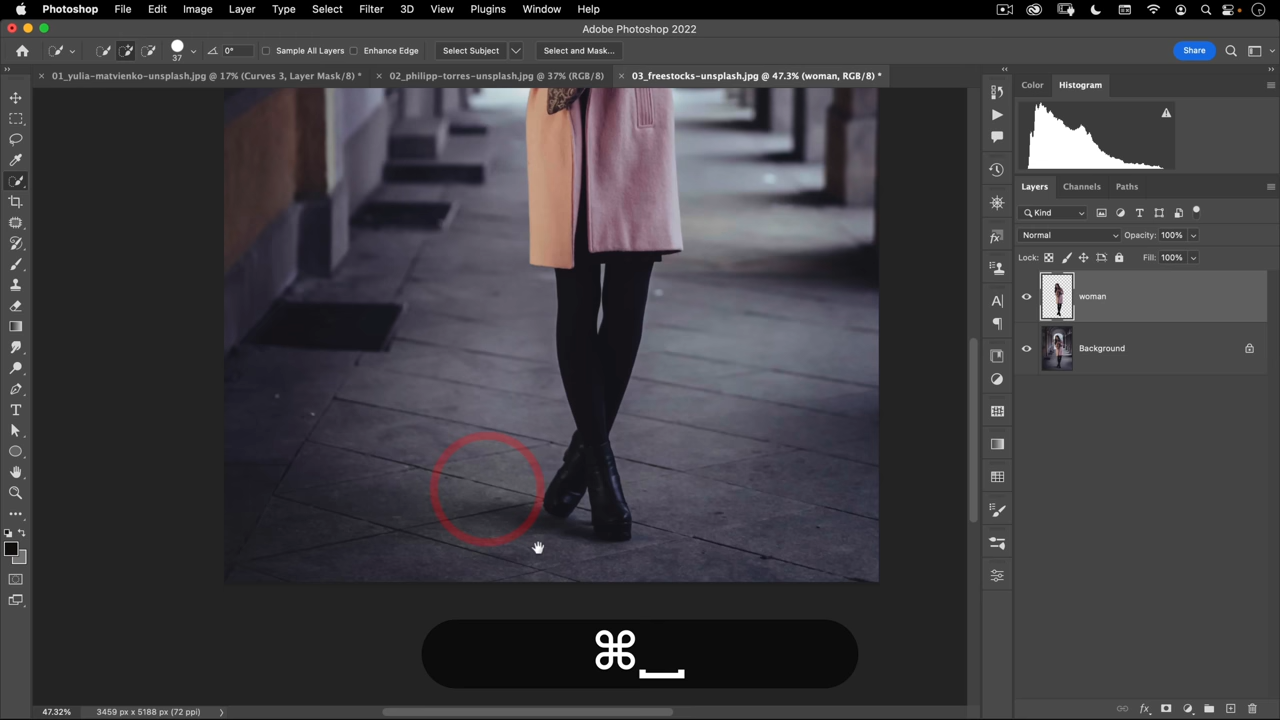 Photoshop File Edit Image Layer Type Select Filter 3D View Plugins Window Help
Adobe Photoshop 2022
37 0° Sample All Layers Enhance Edge Select Subject Select and Mask... Share
01_yulia-matvienko-unsplash.jpg @ 17% (Curves 3, Layer Mask/8) * 02_philipp-torres-unsplash.jpg @ 37% (RGB/8) 03_freestocks-unsplash.jpg @ 47.3% (woman, RGB/8) *
Color Histogram
Layers Channels Paths
Kind
Normal Opacity: 100%
Lock: Fill: 100%
woman
Background
⌘
47.32% 3459 px x 5188 px (72 ppi)